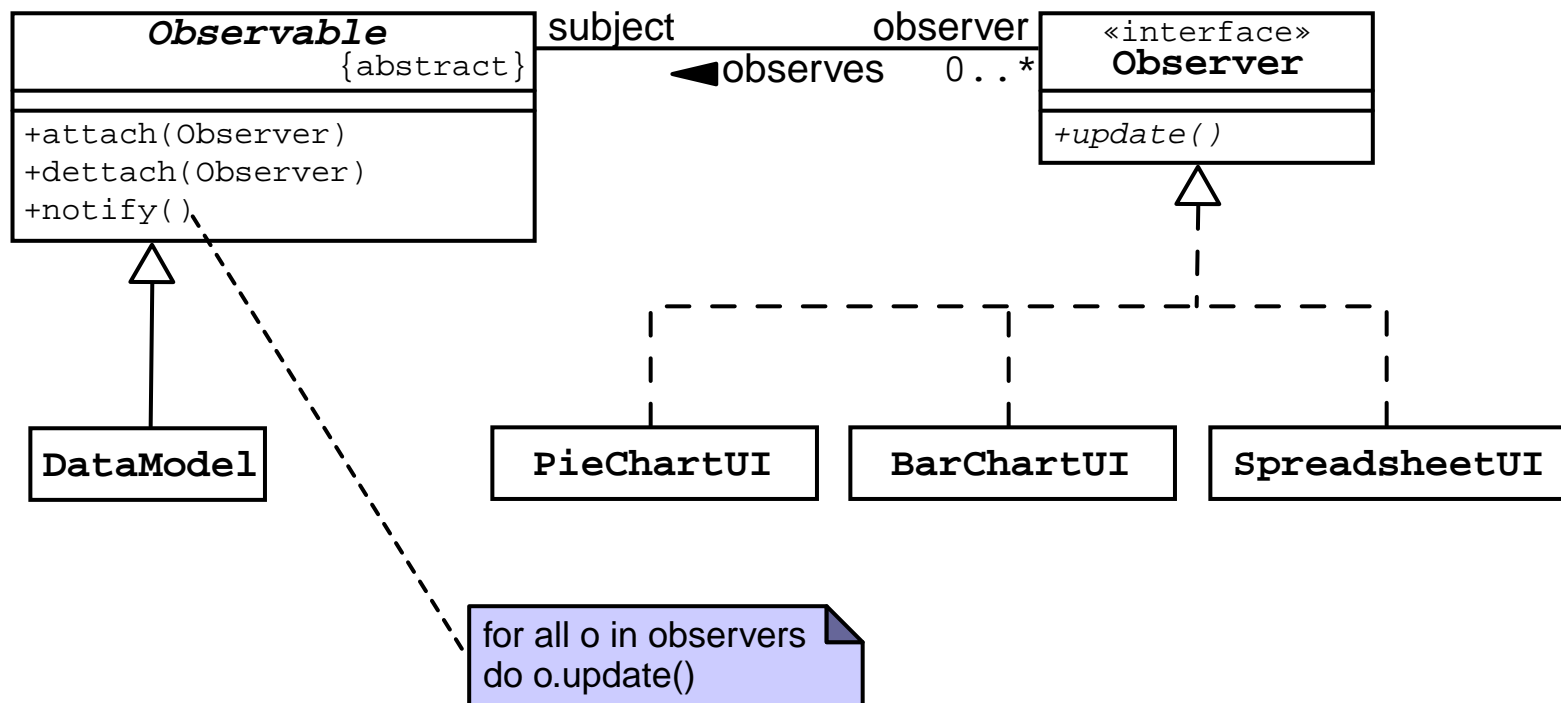 Observable
{abstract}
+attach(Observer)
+dettach(Observer)
+notify()
subject
observer
observes
0..*
«interface»
Observer
+update()
DataModel
PieChartUI
BarChartUI
SpreadsheetUI
for all o in observers
do o.update()